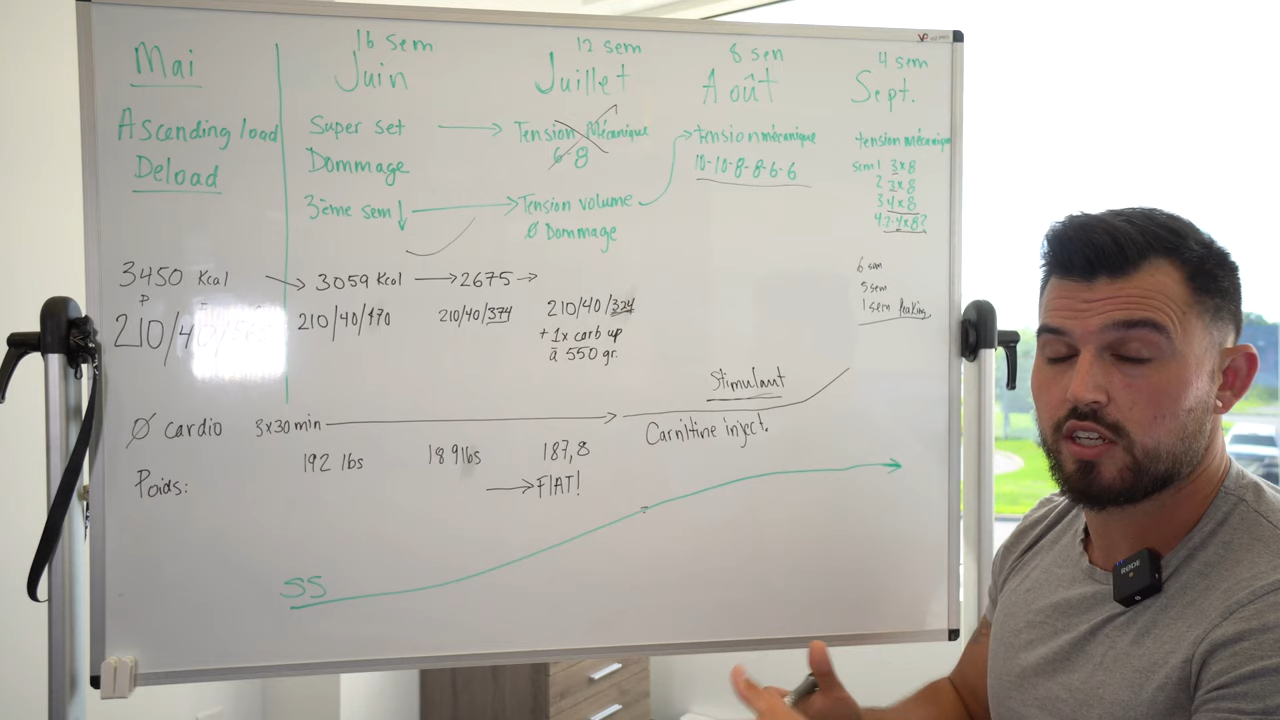 Mai
Ascending load
Deload
16 sem
Juin
Super set
Dommage
3ème sem ↓
12 sem
Juillet
Tension Mécanique
6-8
Tension volume
Ø Dommage
8 sem
Août
tension mécanique
10-10-8-8-6-6
4 sem
Sept.
tension mécanique
sem 1 3x8
2 3x8
3 4x8
6 sem
5 sem
1 sem peaking
3450 Kcal → 3059 Kcal → 2675 →
P
210/40/
210/40/470
210/40/374
210/40/324
+ 1x carb up
à 550 gr.
Ø cardio 3x30 min
Stimulant
Carnitine inject.
Poids:
192 lbs
189 lbs
187,8
→ FLAT!
SS
RØDE